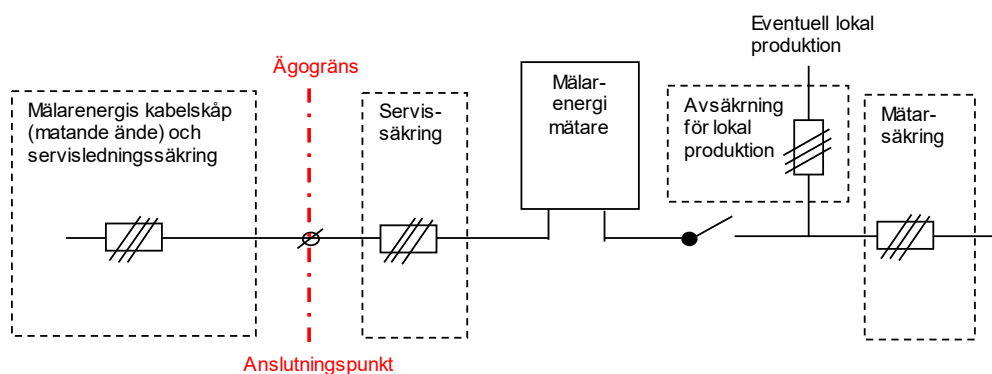 Eventuell lokal
produktion
Ägogräns
Mälarenergis kabelskåp
(matande ände) och
servisledningssäkring
Servis-
säkring
Mälar-
energi
mätare
Avsäkrning
för lokal
produktion
Mätar-
säkring
Anslutningspunkt